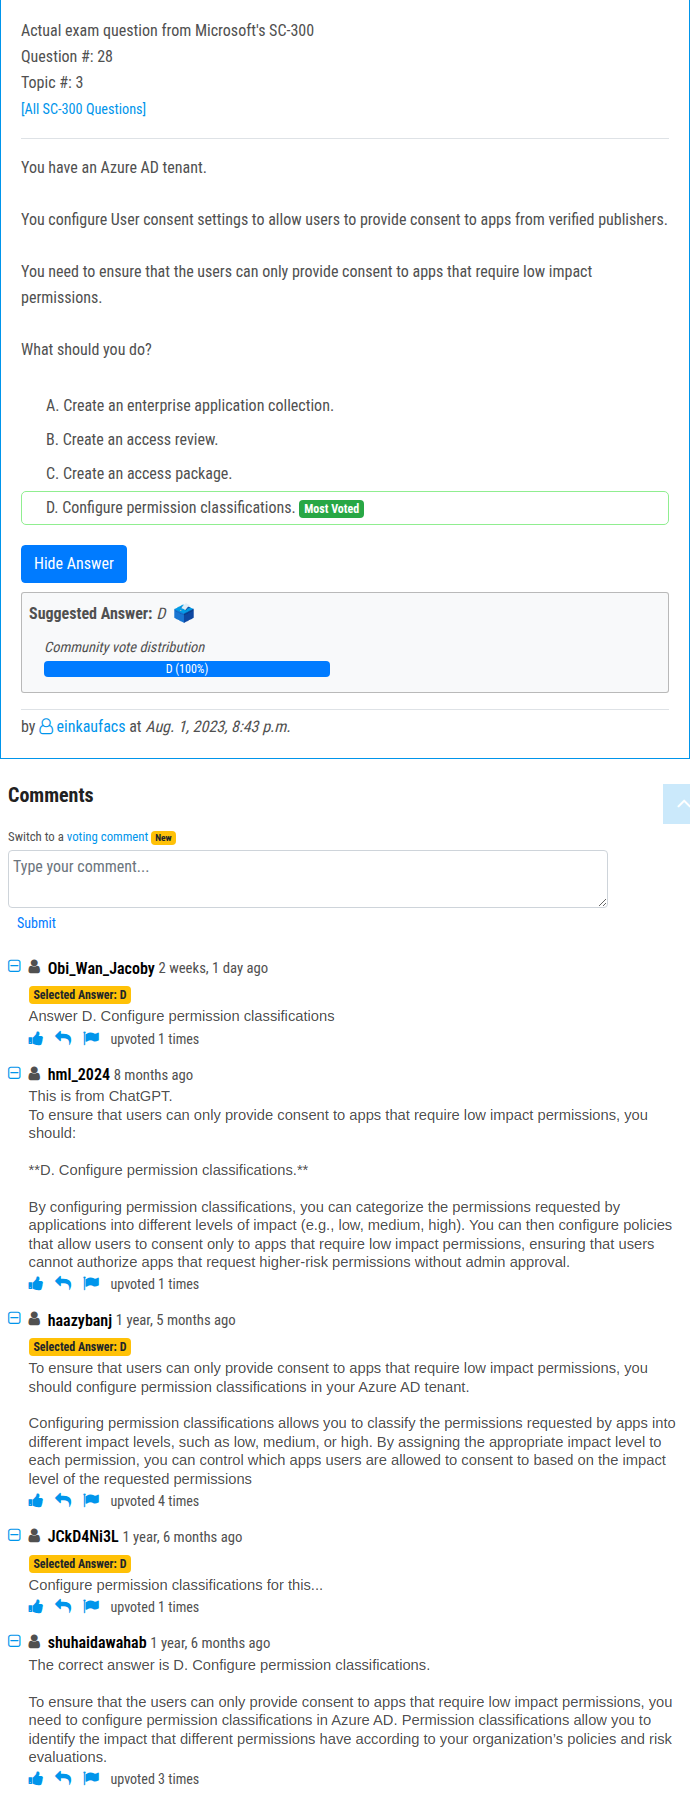 Actual exam question from Microsoft's SC-300
Question #: 28
Topic #: 3
[All SC-300 Questions]
You have an Azure AD tenant.
You configure User consent settings to allow users to provide consent to apps from verified publishers.
You need to ensure that the users can only provide consent to apps that require low impact
permissions.
What should you do?
A. Create an enterprise application collection.
B. Create an access review.
C. Create an access package.
D. Configure permission classifications. Most Voted
Hide Answer
Suggested Answer: D
Community vote distribution
D (100%)
by einkaufacs at Aug. 1, 2023, 8:43 p.m.
Comments
Switch to a voting comment New
Type your comment...
Submit
Obi_Wan_Jacoby 2 weeks, 1 day ago
Selected Answer: D
Answer D. Configure permission classifications
upvoted 1 times
hml_2024 8 months ago
This is from ChatGPT.
To ensure that users can only provide consent to apps that require low impact permissions, you
should:
**D. Configure permission classifications.**
By configuring permission classifications, you can categorize the permissions requested by
applications into different levels of impact (e.g., low, medium, high). You can then configure policies
that allow users to consent only to apps that require low impact permissions, ensuring that users
cannot authorize apps that request higher-risk permissions without admin approval.
upvoted 1 times
haazybanj 1 year, 5 months ago
Selected Answer: D
To ensure that users can only provide consent to apps that require low impact permissions, you
should configure permission classifications in your Azure AD tenant.
Configuring permission classifications allows you to classify the permissions requested by apps into
different impact levels, such as low, medium, or high. By assigning the appropriate impact level to
each permission, you can control which apps users are allowed to consent to based on the impact
level of the requested permissions
upvoted 4 times
JCkD4Ni3L 1 year, 6 months ago
Selected Answer: D
Configure permission classifications for this...
upvoted 1 times
shuhaidawahab 1 year, 6 months ago
The correct answer is D. Configure permission classifications.
To ensure that the users can only provide consent to apps that require low impact permissions, you
need to configure permission classifications in Azure AD. Permission classifications allow you to
identify the impact that different permissions have according to your organization's policies and risk
evaluations.
upvoted 3 times